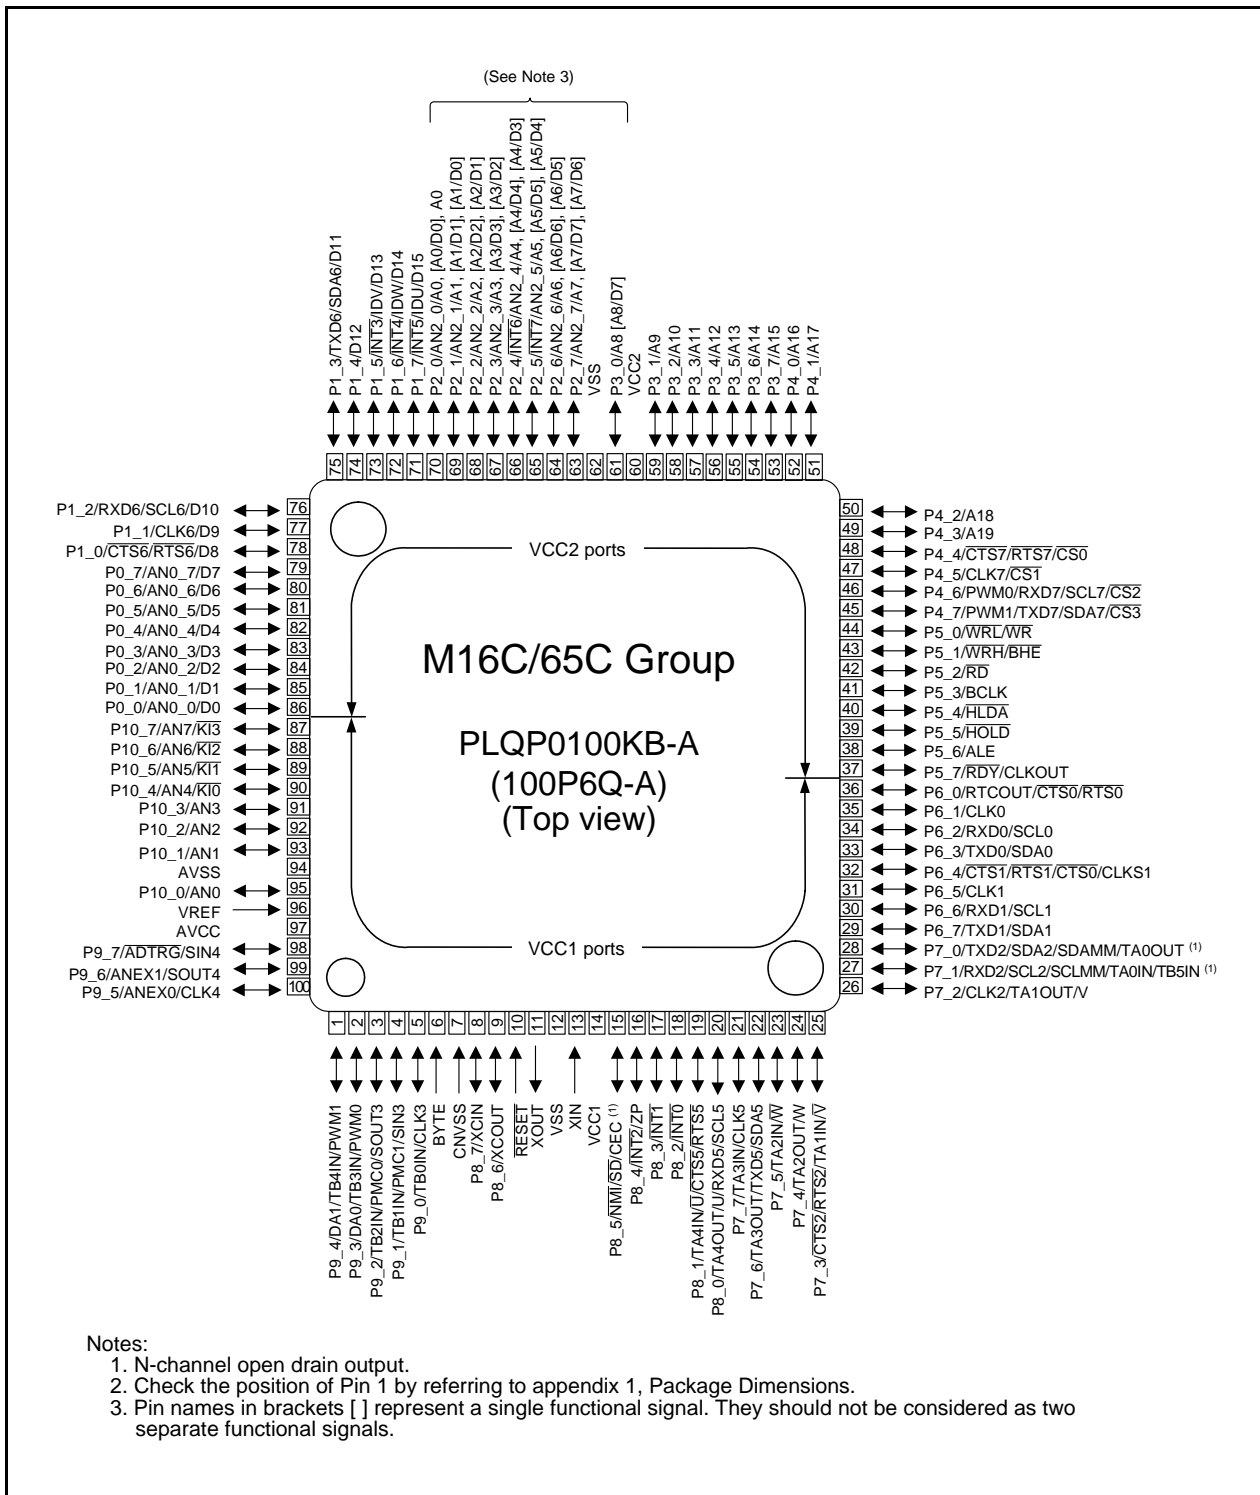 (See Note 3)
P1_3/TXD6/SDA6/D11
P1_4/D12
P1_5/INT3/IDV/D13
P1_6/INT4/IDW/D14
P1_7/INT5/IDU/D15
P2_0/AN2_0/A0, [A0/D0], A0
P2_1/AN2_1/A1, [A1/D1], [A1/D0]
P2_2/AN2_2/A2, [A2/D2], [A2/D1]
P2_3/AN2_3/A3, [A3/D3], [A3/D2]
P2_4/INT6/AN2_4/A4, [A4/D4], [A4/D3]
P2_5/INT7/AN2_5/A5, [A5/D5], [A5/D4]
P2_6/AN2_6/A6, [A6/D6], [A6/D5]
P2_7/AN2_7/A7, [A7/D7], [A7/D6]
VSS
P3_0/A8 [A8/D7]
VCC2
P3_1/A9
P3_2/A10
P3_3/A11
P3_4/A12
P3_5/A13
P3_6/A14
P3_7/A15
P4_0/A16
P4_1/A17
75 74 73 72 71 70 69 68 67 66 65 64 63 62 61 60 59 58 57 56 55 54 53 52 51
P1_2/RXD6/SCL6/D10 76
P1_1/CLK6/D9 77
P1_0/CTS6/RTS6/D8 78
P0_7/AN0_7/D7 79
P0_6/AN0_6/D6 80
P0_5/AN0_5/D5 81
P0_4/AN0_4/D4 82
P0_3/AN0_3/D3 83
P0_2/AN0_2/D2 84
P0_1/AN0_1/D1 85
P0_0/AN0_0/D0 86
P10_7/AN7/KI3 87
P10_6/AN6/KI2 88
P10_5/AN5/KI1 89
P10_4/AN4/KI0 90
P10_3/AN3 91
P10_2/AN2 92
P10_1/AN1 93
AVSS 94
P10_0/AN0 95
VREF 96
AVCC 97
P9_7/ADTRG/SIN4 98
P9_6/ANEX1/SOUT4 99
P9_5/ANEX0/CLK4 100
VCC2 ports
M16C/65C Group
PLQP0100KB-A
(100P6Q-A)
(Top view)
VCC1 ports
50 P4_2/A18
49 P4_3/A19
48 P4_4/CTS7/RTS7/CS0
47 P4_5/CLK7/CS1
46 P4_6/PWM0/RXD7/SCL7/CS2
45 P4_7/PWM1/TXD7/SDA7/CS3
44 P5_0/WRL/WR
43 P5_1/WRH/BHE
42 P5_2/RD
41 P5_3/BCLK
40 P5_4/HLDA
39 P5_5/HOLD
38 P5_6/ALE
37 P5_7/RDY/CLKOUT
36 P6_0/RTCOUT/CTS0/RTS0
35 P6_1/CLK0
34 P6_2/RXD0/SCL0
33 P6_3/TXD0/SDA0
32 P6_4/CTS1/RTS1/CTS0/CLKS1
31 P6_5/CLK1
30 P6_6/RXD1/SCL1
29 P6_7/TXD1/SDA1
28 P7_0/TXD2/SDA2/SDAMM/TA0OUT (1)
27 P7_1/RXD2/SCL2/SCLMM/TA0IN/TB5IN (1)
26 P7_2/CLK2/TA1OUT/V
1 2 3 4 5 6 7 8 9 10 11 12 13 14 15 16 17 18 19 20 21 22 23 24 25
P9_4/DA1/TB4IN/PWM1
P9_3/DA0/TB3IN/PWM0
P9_2/TB2IN/PMC0/SOUT3
P9_1/TB1IN/PMC1/SIN3
P9_0/TB0IN/CLK3
BYTE
CNVSS
P8_7/XCIN
P8_6/XCOUT
RESET
XOUT
VSS
XIN
VCC1
P8_5/NMI/SD/CEC (1)
P8_4/INT2/ZP
P8_3/INT1
P8_2/INT0
P8_1/TA4IN/U/CTS5/RTS5
P8_0/TA4OUT/U/RXD5/SCL5
P7_7/TA3IN/CLK5
P7_6/TA3OUT/TXD5/SDA5
P7_5/TA2IN/W
P7_4/TA2OUT/W
P7_3/CTS2/RTS2/TA1IN/V
Notes:
1. N-channel open drain output.
2. Check the position of Pin 1 by referring to appendix 1, Package Dimensions.
3. Pin names in brackets [ ] represent a single functional signal. They should not be considered as two
separate functional signals.